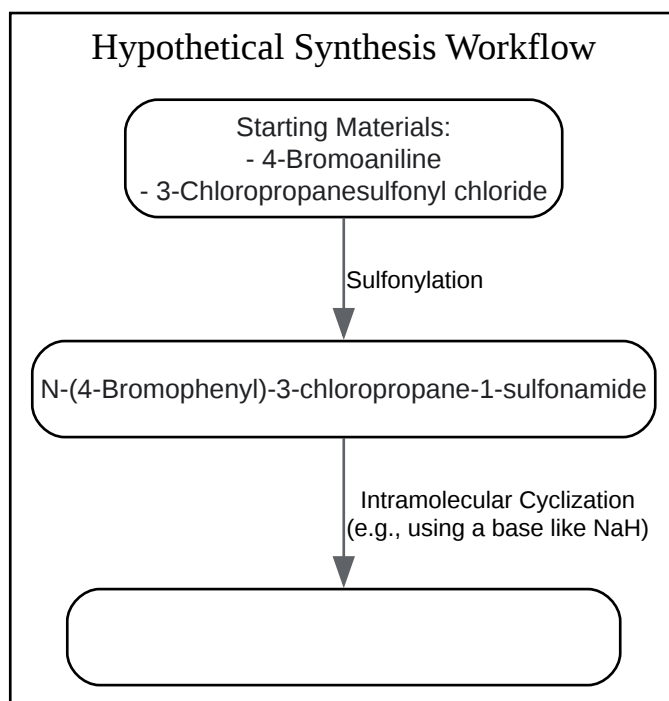 Hypothetical Synthesis Workflow
Starting Materials:
- 4-Bromoaniline
- 3-Chloropropanesulfonyl chloride
Sulfonylation
N-(4-Bromophenyl)-3-chloropropane-1-sulfonamide
Intramolecular Cyclization
(e.g., using a base like NaH)